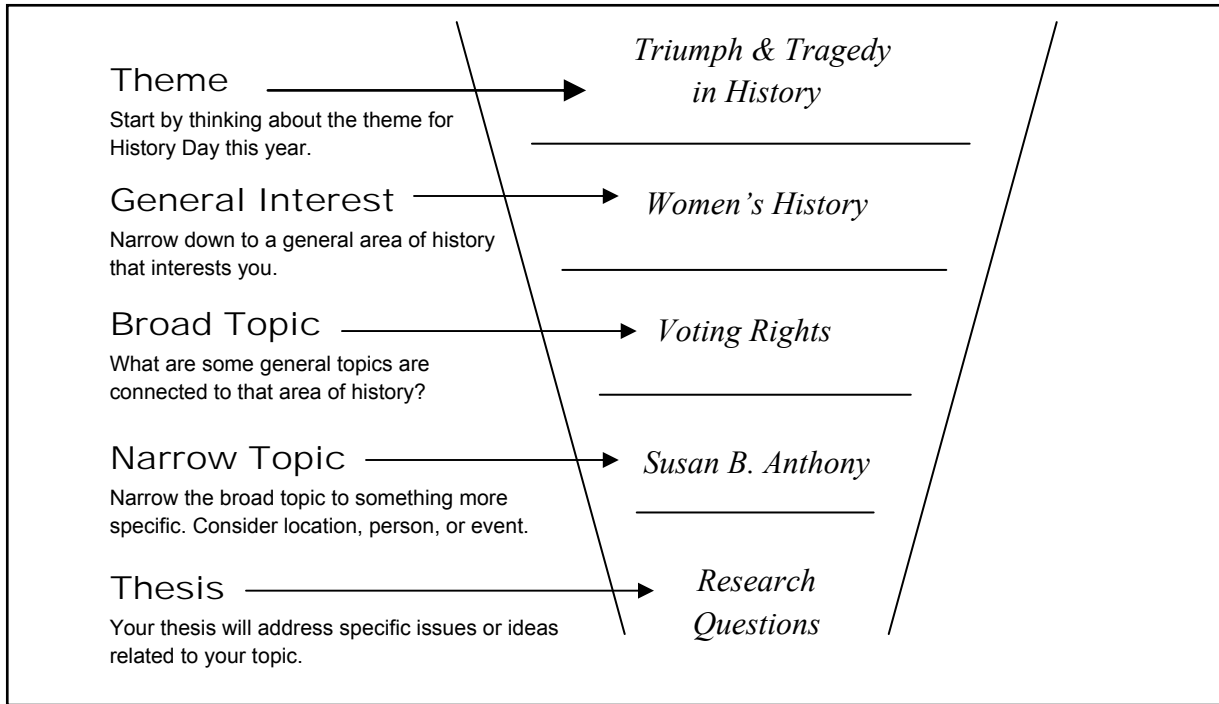 Theme
Start by thinking about the theme for
History Day this year.
Triumph & Tragedy
in History
General Interest
Narrow down to a general area of history
that interests you.
Women’s History
Broad Topic
What are some general topics are
connected to that area of history?
Voting Rights
Narrow Topic
Narrow the broad topic to something more
specific. Consider location, person, or event.
Susan B. Anthony
Thesis
Your thesis will address specific issues or ideas
related to your topic.
Research
Questions